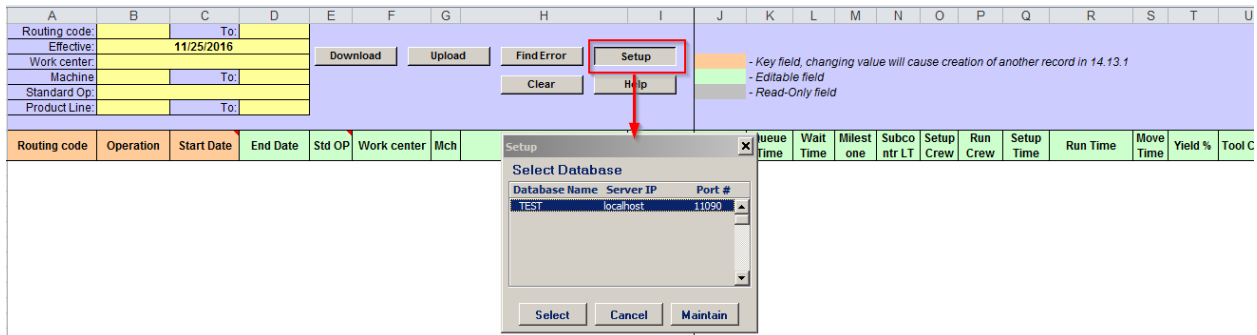 A B C D E F G H I J K L M N O P Q R S T U
Routing code: To:
Effective: 11/25/2016
Work center:
Machine To:
Standard Op:
Product Line: To:
Download Upload Find Error Setup
Clear Help
- Key field, changing value will cause creation of another record in 14.13.1
- Editable field
- Read-Only field
Routing code Operation Start Date End Date Std OP Work center Mch Queue Time Wait Time Milest one Subco ntr LT Setup Crew Run Crew Setup Time Run Time Move Time Yield % Tool C
Setup
Select Database
Database Name Server IP Port #
TEST localhost 11090
Select Cancel Maintain